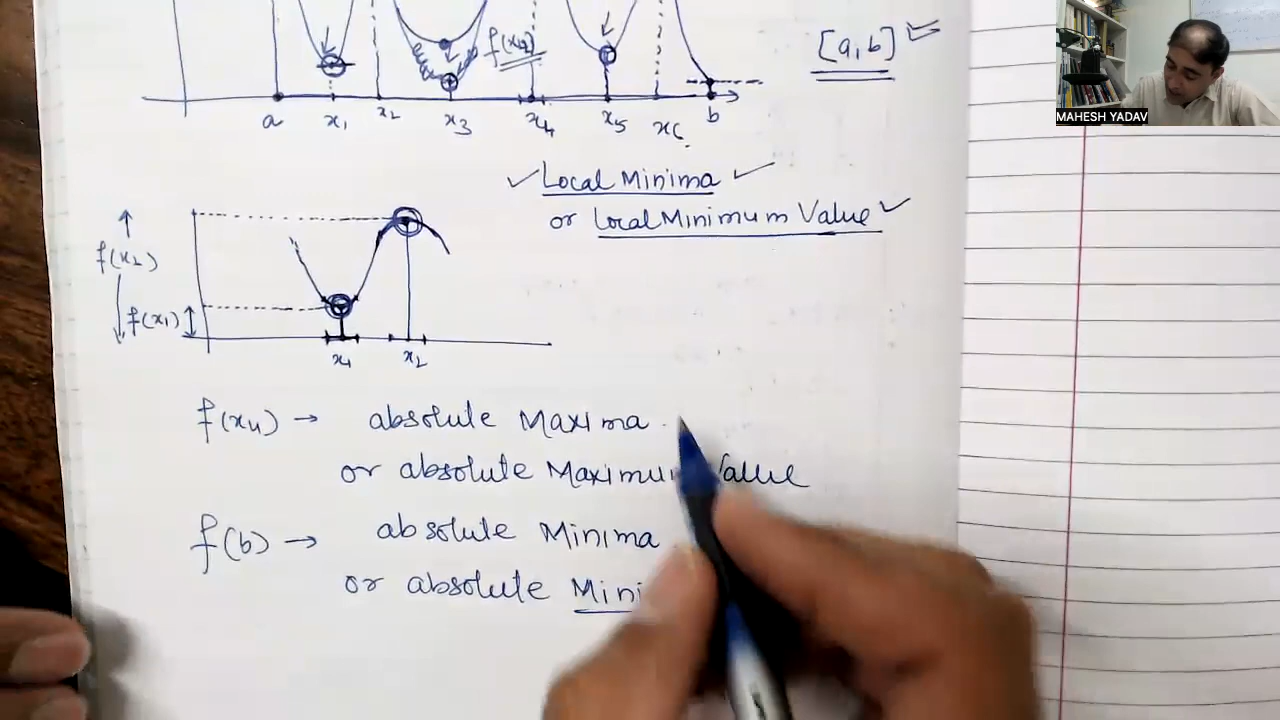 f(x4)
[a,b]
a x1 x2 x3 x4 x5 x6 b
MAHESH YADAV
Local Minima
or Local Minimum Value
f(x2)
f(x1)
x1 x2
f(x4) → absolute Maxima
or absolute Maximum Value
f(b) → absolute Minima
or absolute Mini